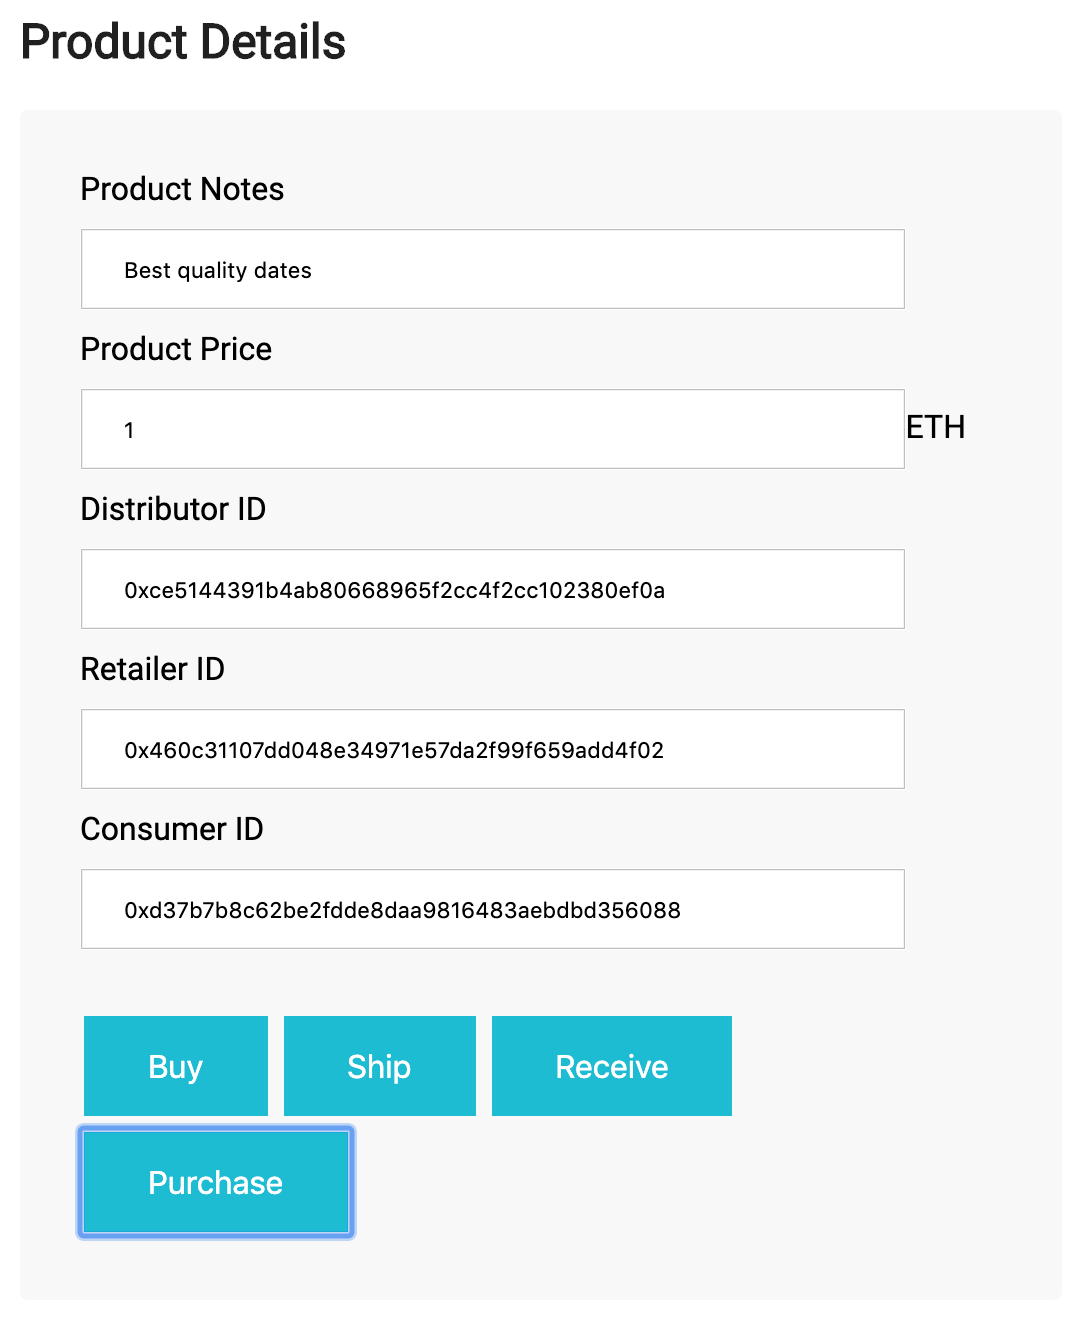 Product Details
Product Notes
Best quality dates
Product Price
1
ETH
Distributor ID
0xce5144391b4ab80668965f2cc4f2cc102380ef0a
Retailer ID
0x460c31107dd048e34971e57da2f99f659add4f02
Consumer ID
0xd37b7b8c62be2fdde8daa9816483aebdbd356088
Buy Ship Receive
Purchase